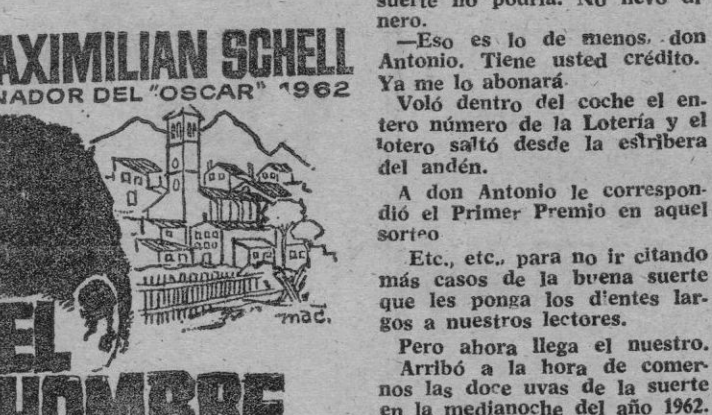 AXIMILIAN SCHELL
NADOR DEL "OSCAR" 1962
mac.
EL
HOMBRE
suerte no podría. No llevo di-
nero.
—Eso es lo de menos, don
Antonio. Tiene usted crédito.
Ya me lo abonará.
Voló dentro del coche el en-
tero número de la Lotería y el
lotero saltó desde la estribera
del andén.
A don Antonio le correspon-
dió el Primer Premio en aquel
sorteo
Etc., etc., para no ir citando
más casos de la buena suerte
que les ponga los dientes lar-
gos a nuestros lectores.
Pero ahora llega el nuestro.
Arribó a la hora de comer-
nos las doce uvas de la suerte
en la medianoche del año 1962.